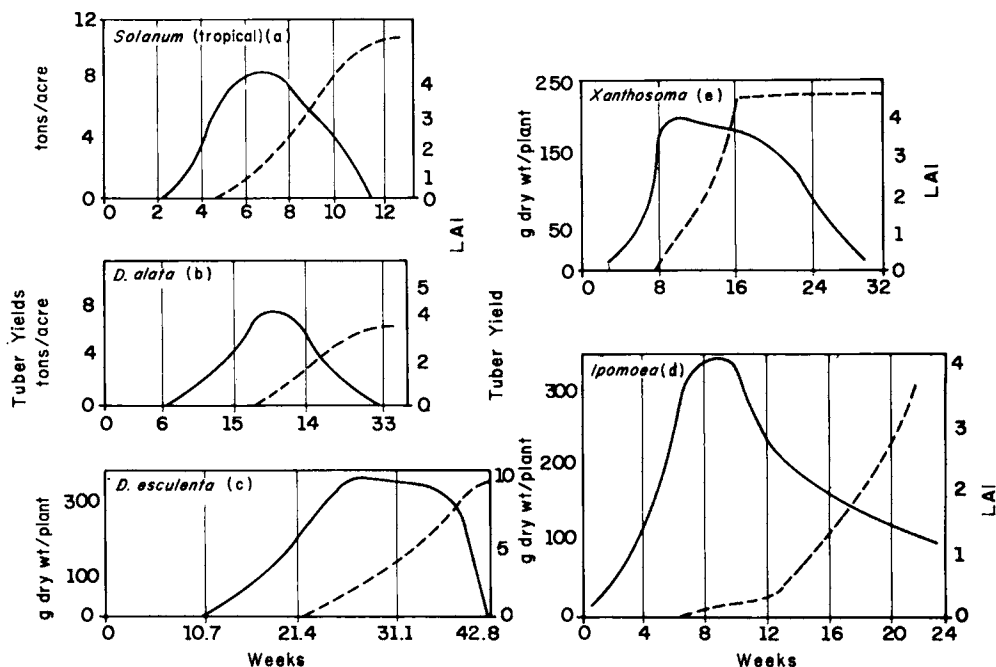 Solanum (tropical)(a)
12
8
4
0
tons/acre
4
3
2
1
0
LAI
0 2 4 6 8 10 12
D. alata (b)
8
4
0
Tuber Yields
tons/acre
5
4
2
0
0 6 15 14 33
D. esculenta (c)
300
100
0
g dry wt/plant
10
5
0
0 10.7 21.4 31.1 42.8
Weeks
Xanthosoma (e)
250
150
50
0
g dry wt/plant
4
3
2
1
0
LAI
0 8 16 24 32
Ipomoea (d)
300
200
100
0
Tuber Yield
g dry wt/plant
4
3
2
1
0
LAI
0 4 8 12 16 20 24
Weeks